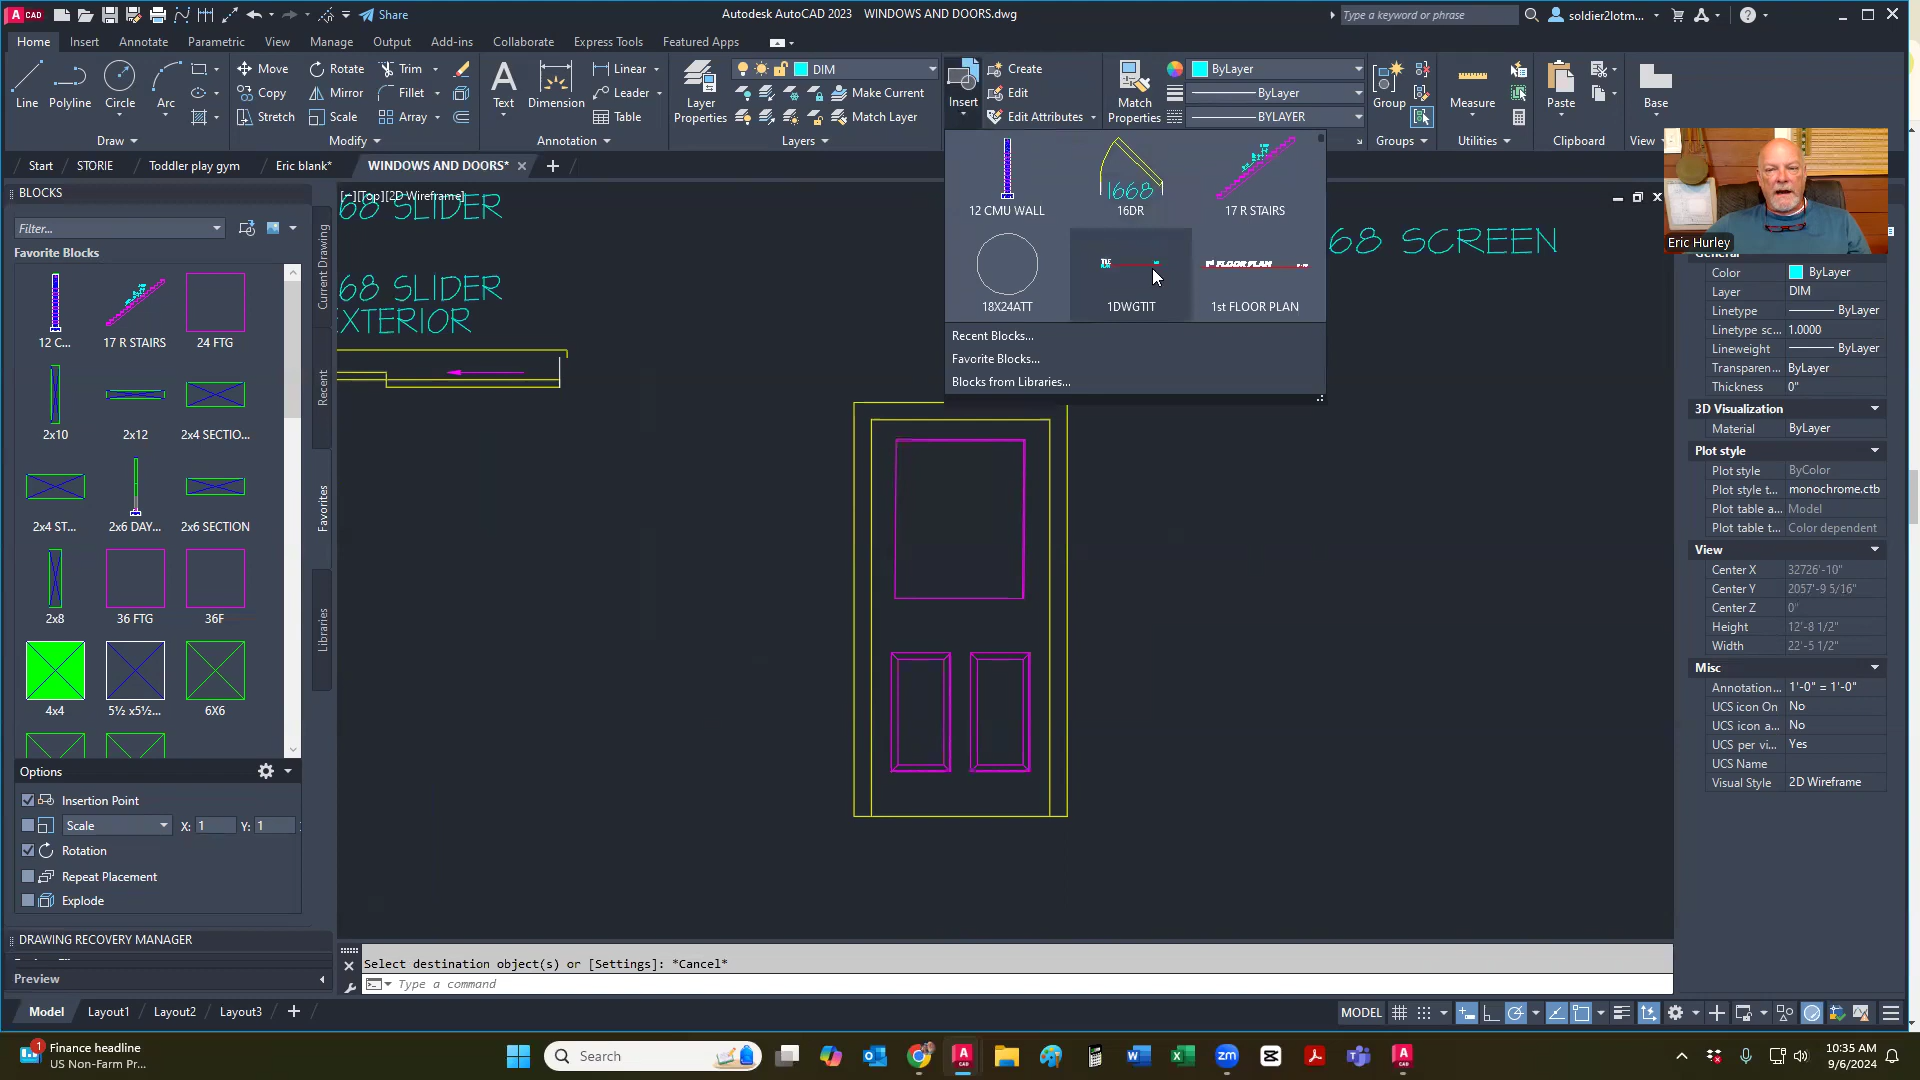 CAD
Share
Autodesk AutoCAD 2023 WINDOWS AND DOORS.dwg
Type a keyword or phrase
soldier2lotm...
Home Insert Annotate Parametric View Manage Output Add-ins Collaborate Express Tools Featured Apps
Line Polyline Circle Arc
Move Rotate Trim
Copy Mirror Fillet
Stretch Scale Array
Text Dimension
Linear
Leader
Table
Layer Properties
DIM
Make Current
Match Layer
Insert
Create
Edit
Edit Attributes
Match Properties
ByLayer
ByLayer
BYLAYER
Group
Measure
Paste
Base
Draw Modify Annotation Layers Groups Utilities View
Start STORIE Toddler play gym Eric blank* WINDOWS AND DOORS*
BLOCKS
Filter...
Favorite Blocks
12 C... 17 R STAIRS 24 FTG
2x10 2x12 2x4 SECTIO...
2x4 ST... 2x6 DAY... 2x6 SECTION
2x8 36 FTG 36F
4x4 5½ x5½... 6X6
Current Drawing
Recent
Favorites
Libraries
Options
Insertion Point
Scale X: 1 Y: 1
Rotation
Repeat Placement
Explode
DRAWING RECOVERY MANAGER
Preview
[−][Top][2D Wireframe]
68 SLIDER
68 SLIDER
EXTERIOR
68 SCREEN
1668
12 CMU WALL 16DR 17 R STAIRS
1st FLOOR PLAN
18X24ATT 1DWGTIT 1st FLOOR PLAN
Recent Blocks...
Favorite Blocks...
Blocks from Libraries...
Eric Hurley
General
Color ByLayer
Layer DIM
Linetype ByLayer
Linetype sc... 1.0000
Lineweight ByLayer
Transparen... ByLayer
Thickness 0"
3D Visualization
Material ByLayer
Plot style
Plot style ByColor
Plot style t... monochrome.ctb
Plot table a... Model
Plot table t... Color dependent
View
Center X 32726'-10"
Center Y 2057'-9 5/16"
Center Z 0"
Height 12'-8 1/2"
Width 22'-5 1/2"
Misc
Annotation... 1'-0" = 1'-0"
UCS icon On No
UCS icon a... No
UCS per vi... Yes
UCS Name
Visual Style 2D Wireframe
Select destination object(s) or [Settings]: *Cancel*
Type a command
Model Layout1 Layout2 Layout3
MODEL
1
Finance headline
US Non-Farm Pr...
Search
10:35 AM
9/6/2024